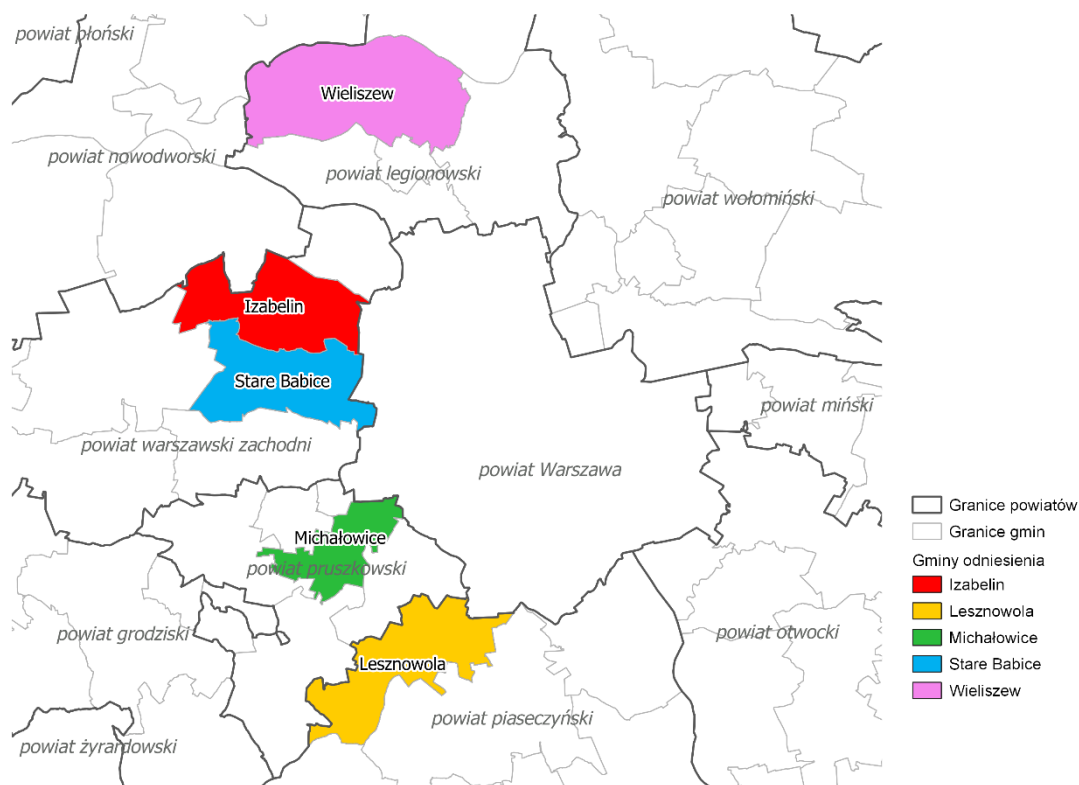 powiat płoński
Wieliszew
powiat nowodworski
powiat legionowski
powiat wołomiński
Izabelin
Stare Babice
powiat miński
powiat warszawski zachodni
powiat Warszawa
Michałowice
powiat pruszkowski
powiat grodziski
powiat otwocki
Lesznowola
powiat piaseczyński
powiat żyrardowski
Granice powiatów
Granice gmin
Gminy odniesienia
Izabelin
Lesznowola
Michałowice
Stare Babice
Wieliszew